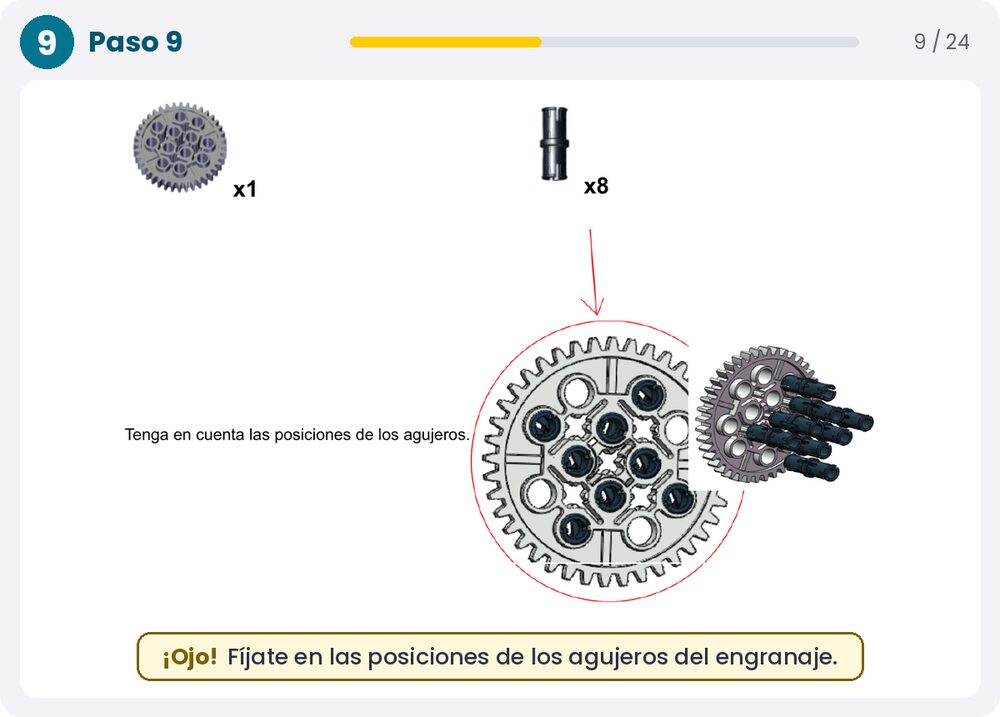 9 Paso 9 9 / 24
x1 x8
Tenga en cuenta las posiciones de los agujeros.
¡Ojo! Fíjate en las posiciones de los agujeros del engranaje.